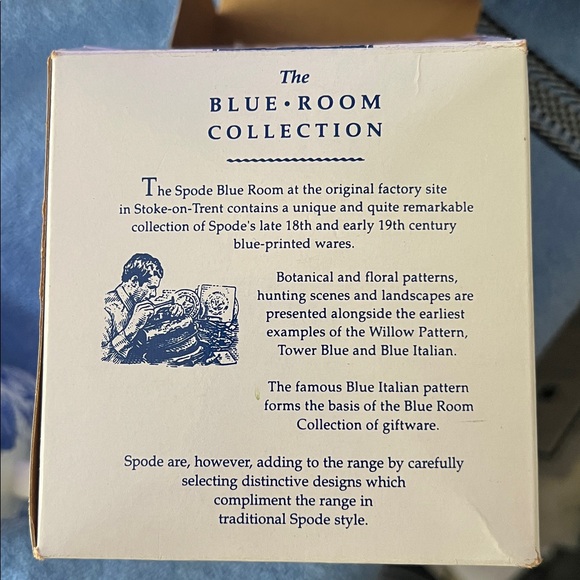 The
BLUE • ROOM
COLLECTION
The Spode Blue Room at the original factory site
in Stoke-on-Trent contains a unique and quite remarkable
collection of Spode's late 18th and early 19th century
blue-printed wares.
Botanical and floral patterns,
hunting scenes and landscapes are
presented alongside the earliest
examples of the Willow Pattern,
Tower Blue and Blue Italian.
The famous Blue Italian pattern
forms the basis of the Blue Room
Collection of giftware.
Spode are, however, adding to the range by carefully
selecting distinctive designs which
compliment the range in
traditional Spode style.